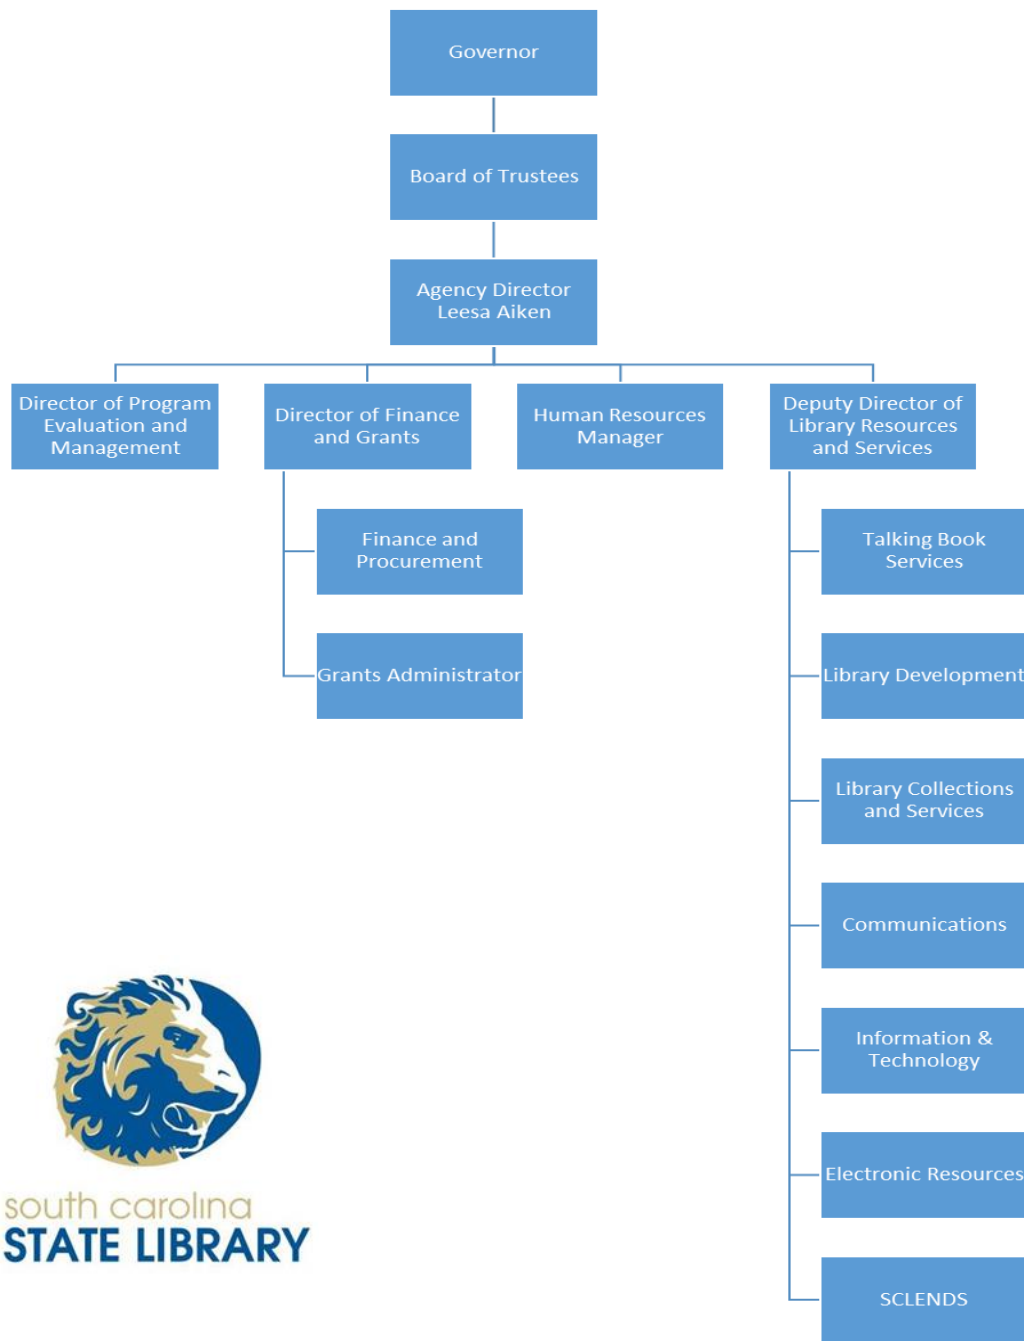 Governor
Board of Trustees
Agency Director
Leesa Aiken
Director of Program
Evaluation and
Management
Director of Finance
and Grants
Human Resources
Manager
Deputy Director of
Library Resources
and Services
Finance and
Procurement
Grants Administrator
Talking Book
Services
Library Development
Library Collections
and Services
Communications
Information &
Technology
Electronic Resources
SCLENDS
south carolina
STATE LIBRARY